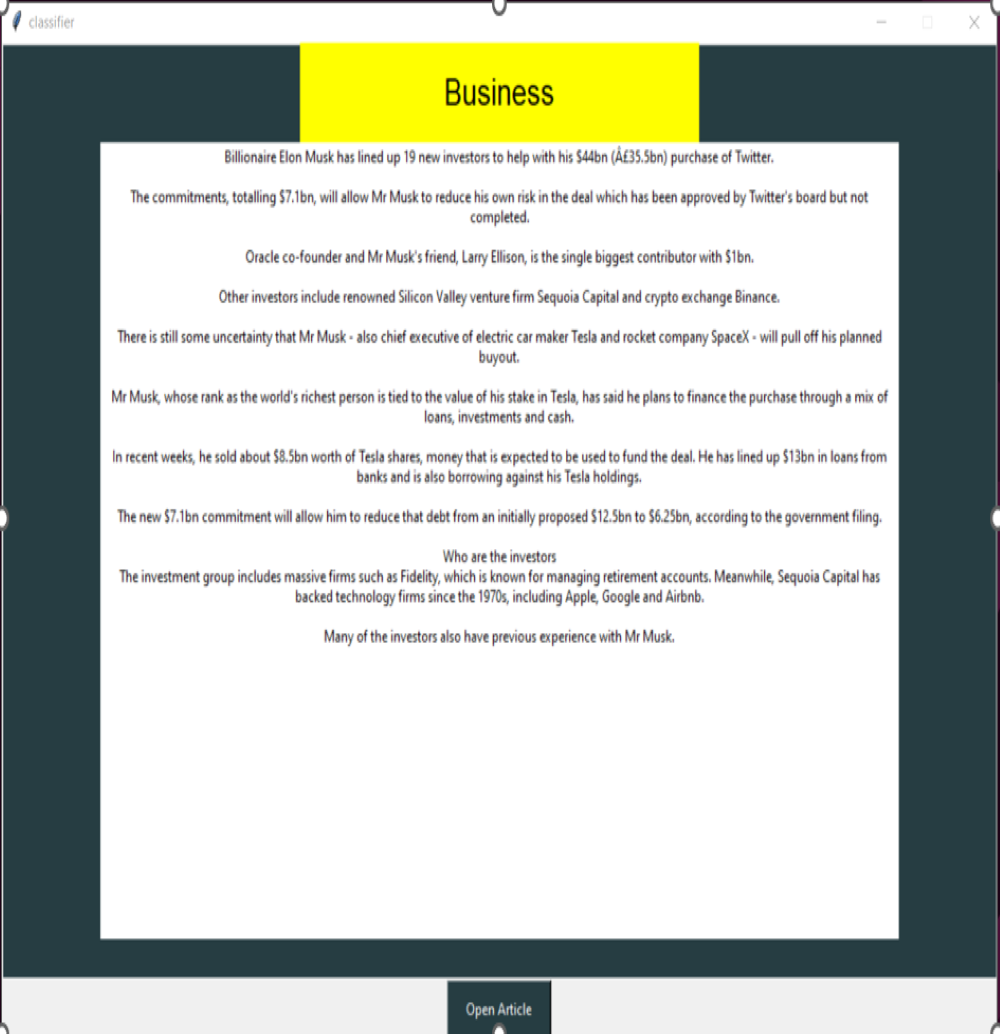 classifier
Business
Billionaire Elon Musk has lined up 19 new investors to help with his $44bn (Â£35.5bn) purchase of Twitter.
The commitments, totalling $7.1bn, will allow Mr Musk to reduce his own risk in the deal which has been approved by Twitter's board but not
completed.
Oracle co-founder and Mr Musk's friend, Larry Ellison, is the single biggest contributor with $1bn.
Other investors include renowned Silicon Valley venture firm Sequoia Capital and crypto exchange Binance.
There is still some uncertainty that Mr Musk - also chief executive of electric car maker Tesla and rocket company SpaceX - will pull off his planned
buyout.
Mr Musk, whose rank as the world's richest person is tied to the value of his stake in Tesla, has said he plans to finance the purchase through a mix of
loans, investments and cash.
In recent weeks, he sold about $8.5bn worth of Tesla shares, money that is expected to be used to fund the deal. He has lined up $13bn in loans from
banks and is also borrowing against his Tesla holdings.
The new $7.1bn commitment will allow him to reduce that debt from an initially proposed $12.5bn to $6.25bn, according to the government filing.
Who are the investors
The investment group includes massive firms such as Fidelity, which is known for managing retirement accounts. Meanwhile, Sequoia Capital has
backed technology firms since the 1970s, including Apple, Google and Airbnb.
Many of the investors also have previous experience with Mr Musk.
Open Article